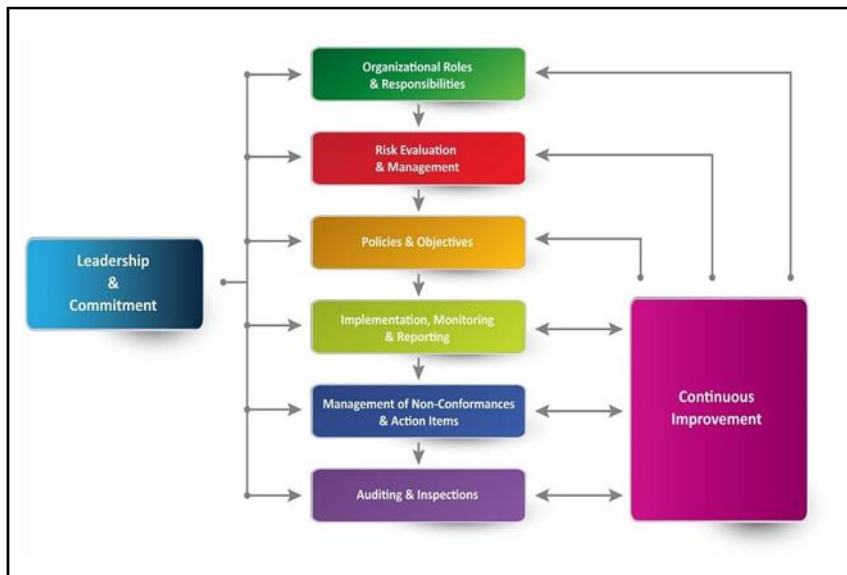 Organizational Roles
& Responsibilities
Risk Evaluation
& Management
Policies & Objectives
Leadership
&
Commitment
Implementation, Monitoring
& Reporting
Management of Non-Conformances
& Action Items
Continuous
Improvement
Auditing & Inspections